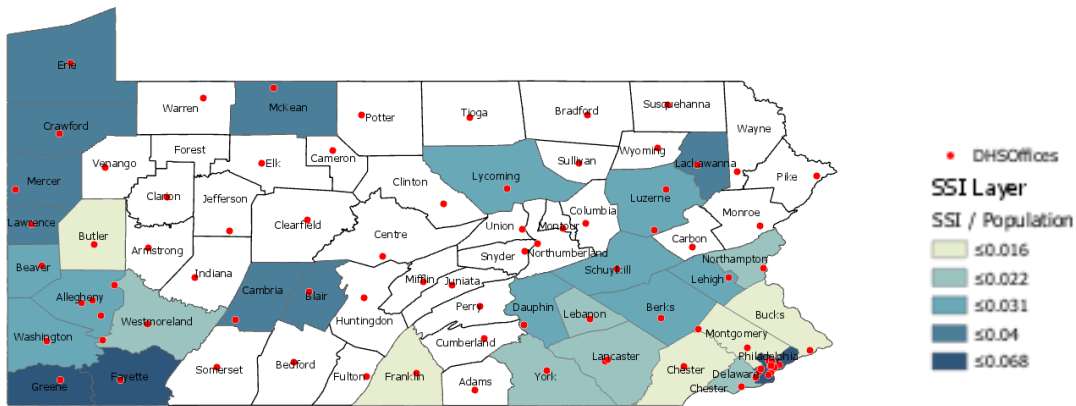 Erie
Warren
McKean
Potter
Tioga
Bradford
Susquehanna
Wayne
Crawford
Venango
Forest
Elk
Cameron
Sullivan
Wyoming
Lackawanna
Pike
Mercer
Clarion
Jefferson
Clinton
Lycoming
Luzerne
Columbia
Monroe
Lawrence
Butler
Clearfield
Centre
Union
Montour
Armstrong
Northumberland
Snyder
Carbon
Northampton
Beaver
Indiana
Mifflin
Juniata
Schuylkill
Lehigh
Allegheny
Cambria
Blair
Huntingdon
Perry
Dauphin
Lebanon
Berks
Bucks
Westmoreland
Washington
Cumberland
Montgomery
Philadelphia
Greene
Fayette
Somerset
Bedford
Fulton
Franklin
Adams
York
Lancaster
Chester
Delaware
Chester
DHSOffices
SSI Layer
SSI / Population
≤0.016
≤0.022
≤0.031
≤0.04
≤0.068